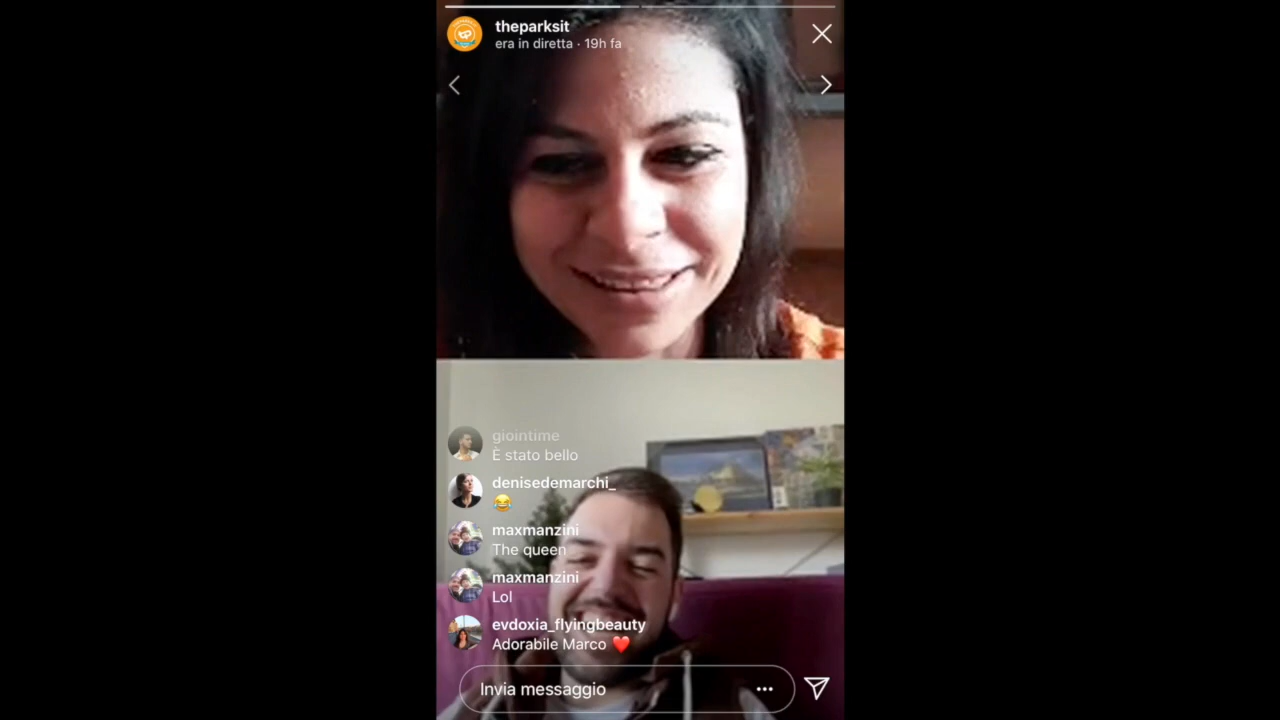 theparksit
era in diretta · 19h fa
giointime
È stato bello
denisedemarchi_
😂
maxmanzini
The queen
maxmanzini
Lol
evdoxia_flyingbeauty
Adorabile Marco ❤️
Invia messaggio